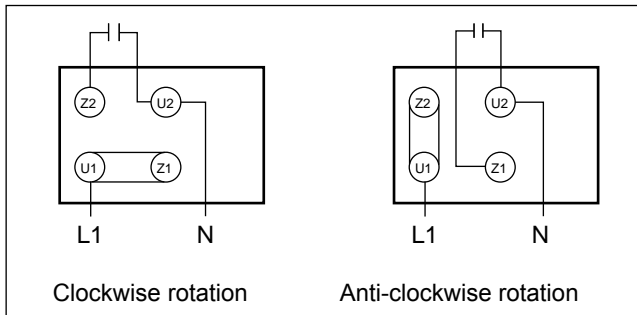 Z2 U2 Z2 U2
U1 Z1 U1 Z1
L1 N L1 N
Clockwise rotation Anti-clockwise rotation